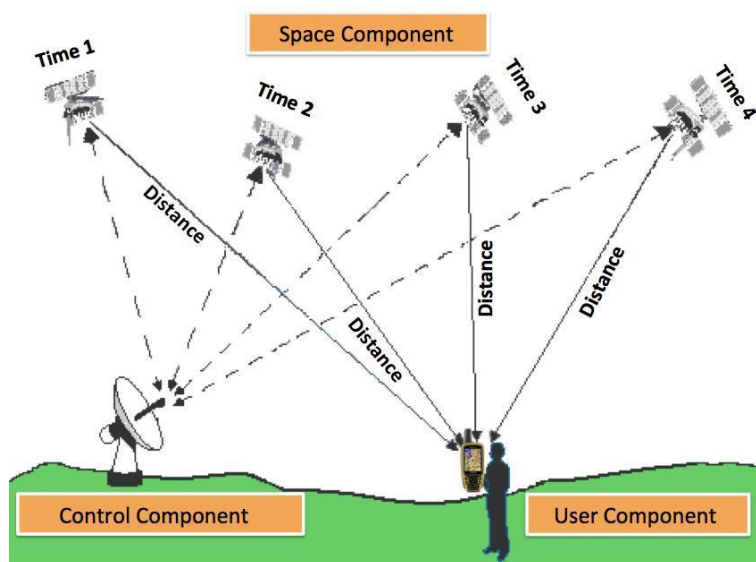 Space Component
Time 1
Time 2
Time 3
Time 4
Distance
Distance
Distance
Distance
Control Component
User Component